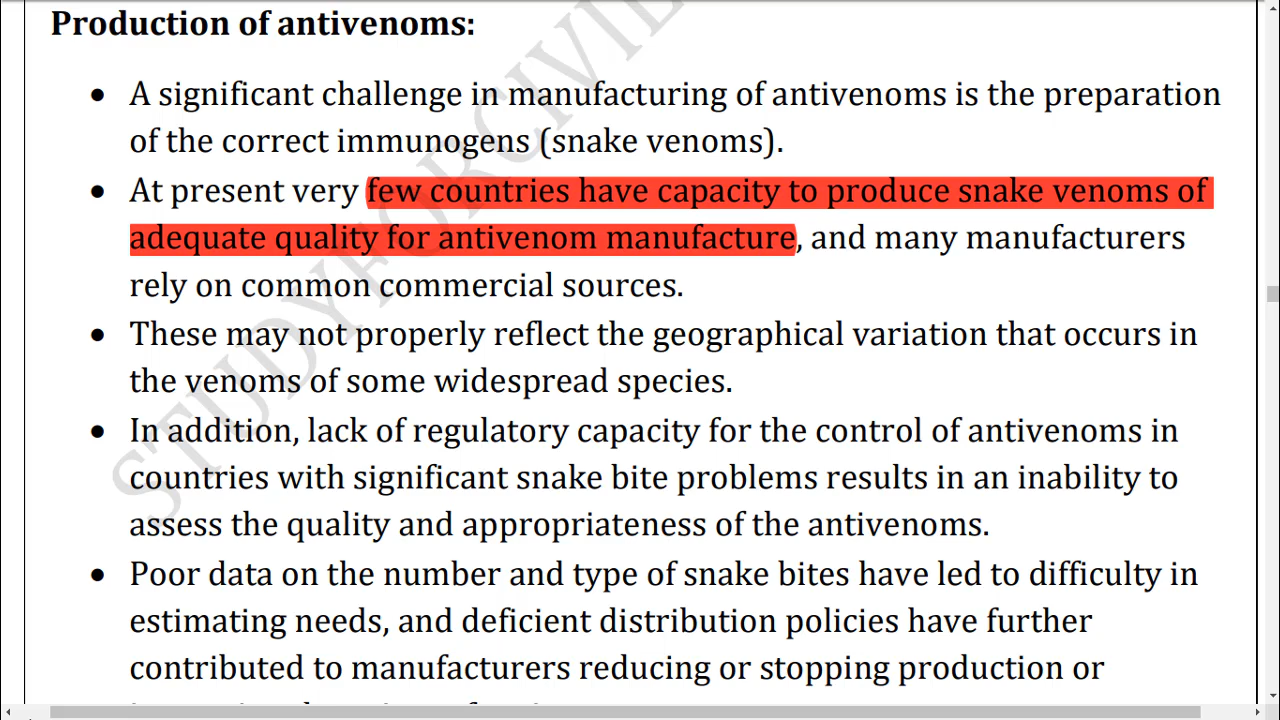 Production of antivenoms:
• A significant challenge in manufacturing of antivenoms is the preparation
of the correct immunogens (snake venoms).
• At present very few countries have capacity to produce snake venoms of
adequate quality for antivenom manufacture, and many manufacturers
rely on common commercial sources.
• These may not properly reflect the geographical variation that occurs in
the venoms of some widespread species.
• In addition, lack of regulatory capacity for the control of antivenoms in
countries with significant snake bite problems results in an inability to
assess the quality and appropriateness of the antivenoms.
• Poor data on the number and type of snake bites have led to difficulty in
estimating needs, and deficient distribution policies have further
contributed to manufacturers reducing or stopping production or
STUDYFORCIVIL